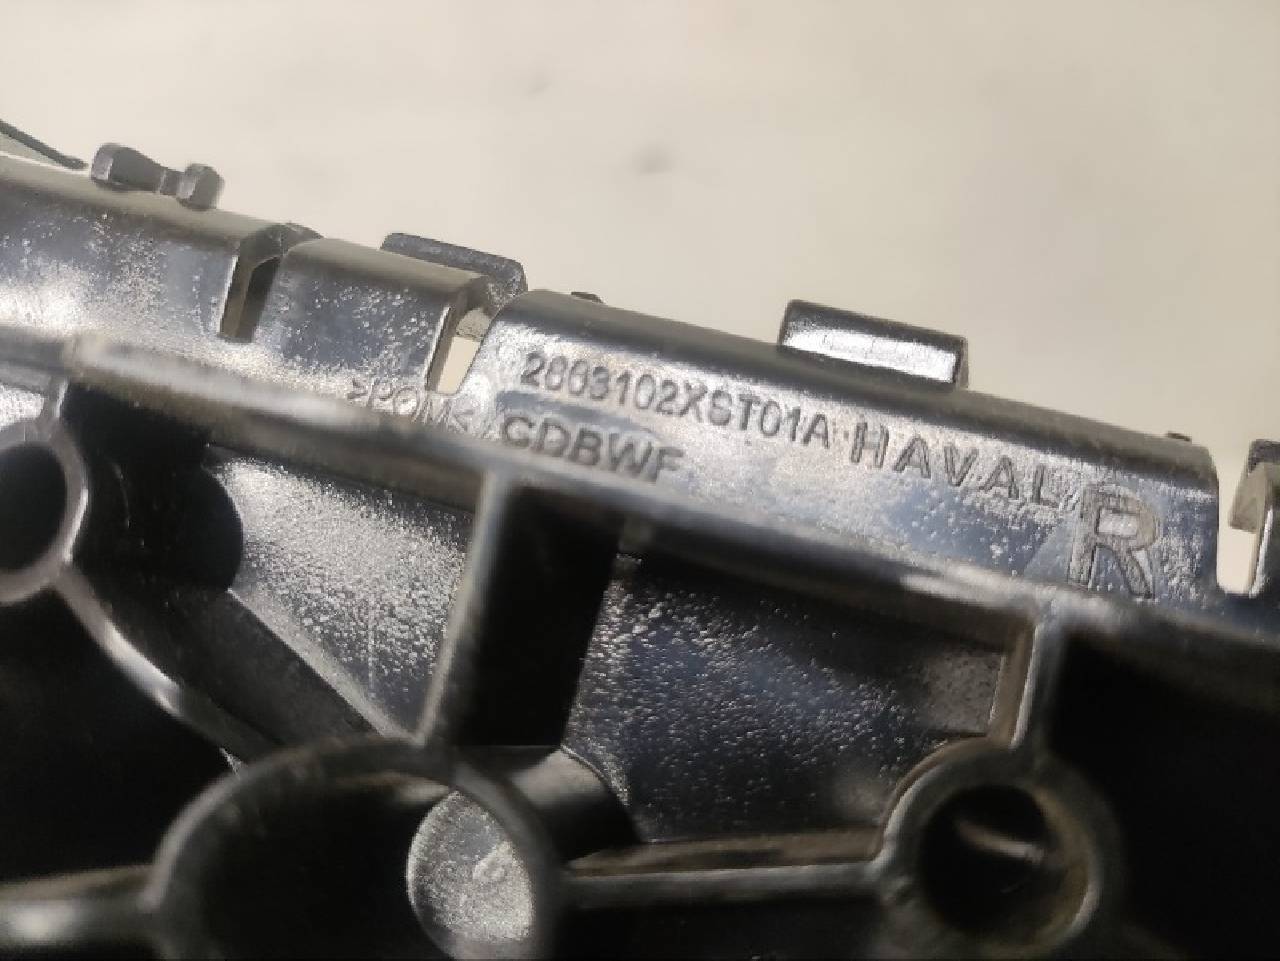 2803102XST01A HAVAL
>POM<
CDBWF
R